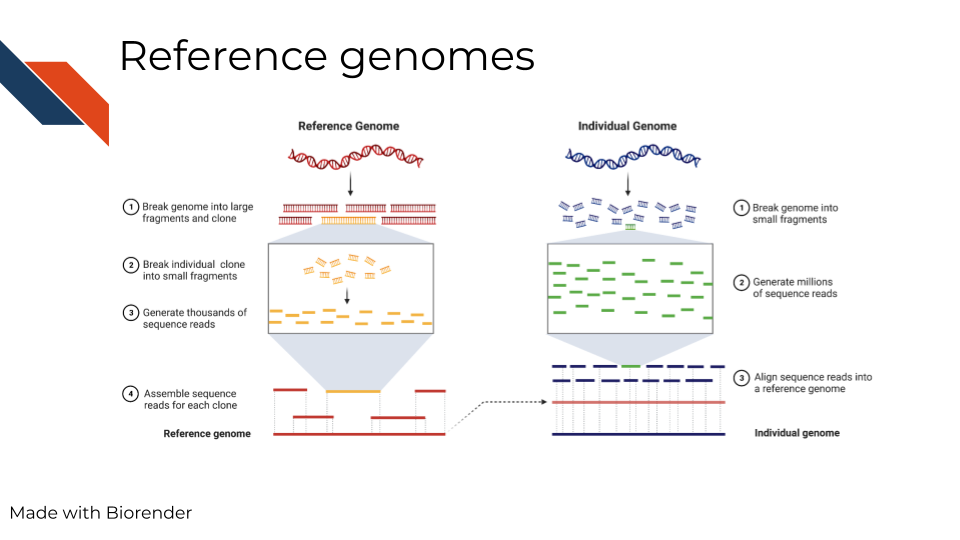 Reference genomes
Reference Genome
1 Break genome into large
fragments and clone
2 Break individual clone
into small fragments
3 Generate thousands of
sequence reads
4 Assemble sequence
reads for each clone
Reference genome
Individual Genome
1 Break genome into
small fragments
2 Generate millions
of sequence reads
3 Align sequence reads into
a reference genome
Individual genome
Made with Biorender